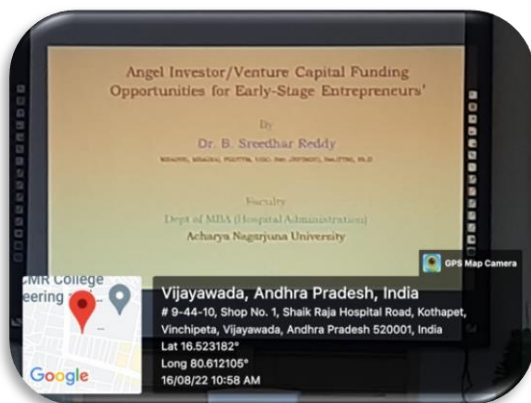 Angel Investor/Venture Capital Funding
Opportunities for Early-Stage Entrepreneurs'
By
Dr. B. Sreedhar Reddy
Faculty
Dept of MBA (Hospital Administration)
Acharya Nagarjuna University
GPS Map Camera
CMR College
eering
Google
Vijayawada, Andhra Pradesh, India
# 9-44-10, Shop No. 1, Shaik Raja Hospital Road, Kothapet,
Vinchipeta, Vijayawada, Andhra Pradesh 520001, India
Lat 16.523182°
Long 80.612105°
16/08/22 10:58 AM